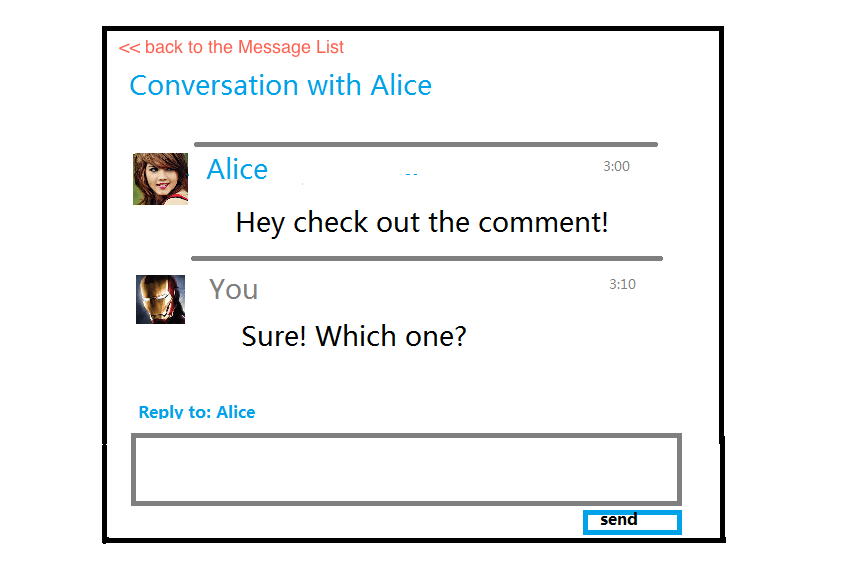 << back to the Message List
Conversation with Alice
Alice
3:00
Hey check out the comment!
You
3:10
Sure! Which one?
Reply to: Alice
send